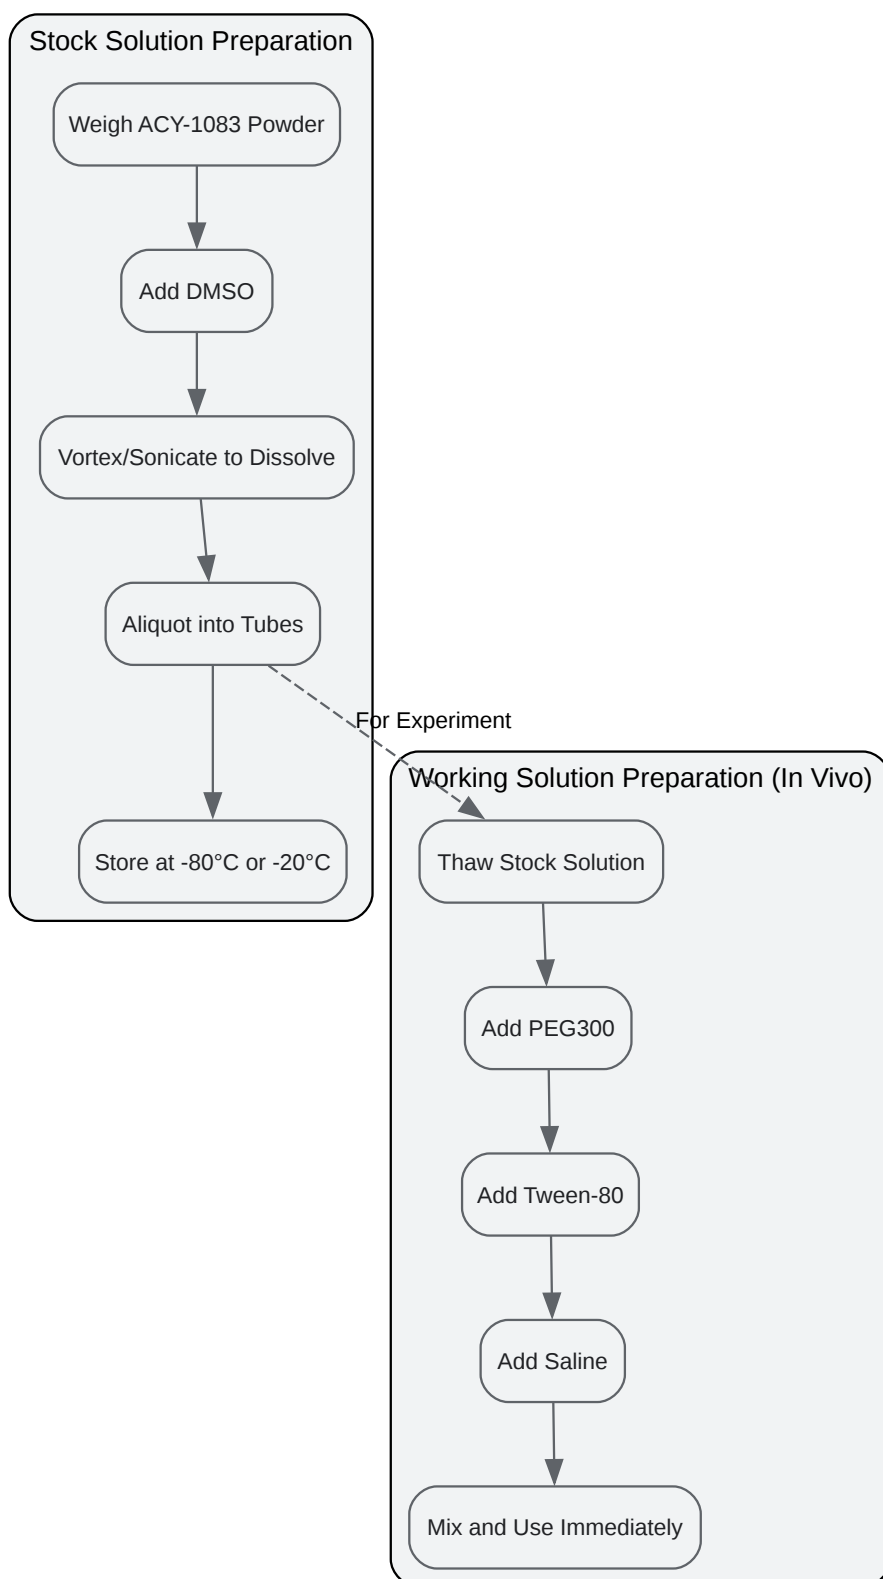 Stock Solution Preparation
Weigh ACY-1083 Powder
Add DMSO
Vortex/Sonicate to Dissolve
Aliquot into Tubes
For Experiment
Store at -80°C or -20°C
Working Solution Preparation (In Vivo)
Thaw Stock Solution
Add PEG300
Add Tween-80
Add Saline
Mix and Use Immediately